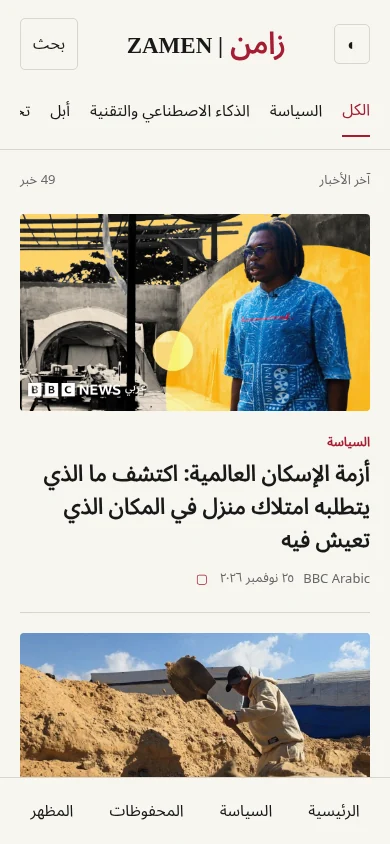 زامن | ZAMEN
بحث
الكل
السياسة
الذكاء الاصطناعي والتقنية
أبل
آخر الأخبار
49 خبر
BBC NEWS عربي
السياسة
أزمة الإسكان العالمية: اكتشف ما الذي
يتطلبه امتلاك منزل في المكان الذي
تعيش فيه
BBC Arabic ٢٥ نوفمبر ٢٠٢٦
الرئيسية
السياسة
المحفوظات
المظهر